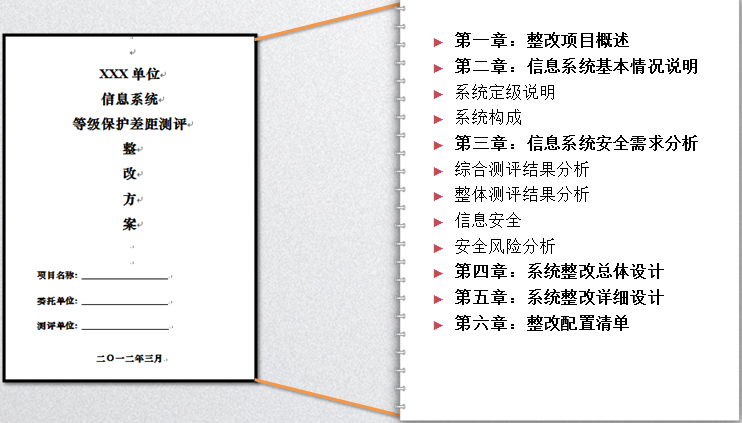 XXX 单位
信息系统
等级保护差距测评
整
改
方
案
项目名称:
委托单位:
测评单位:
二〇一二年三月
第一章：整改项目概述
第二章：信息系统基本情况说明
系统定级说明
系统构成
第三章：信息系统安全需求分析
综合测评结果分析
整体测评结果分析
信息安全
安全风险分析
第四章：系统整改总体设计
第五章：系统整改详细设计
第六章：整改配置清单